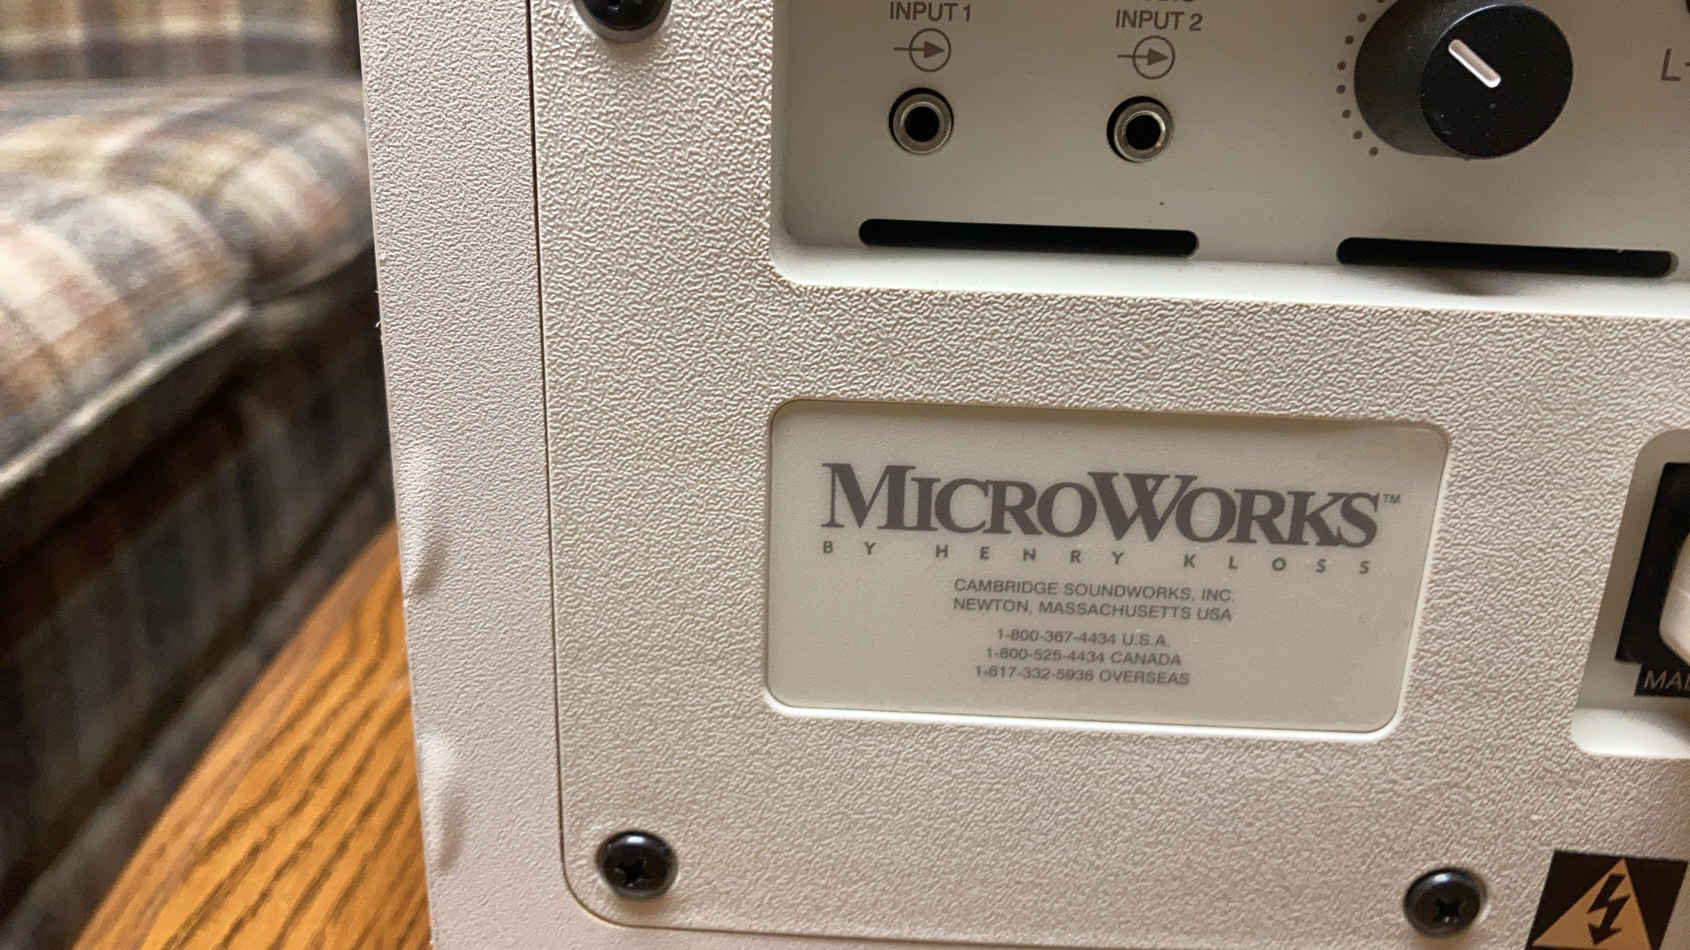 INPUT 1
INPUT 2
L-
MICROWORKS™
BY HENRY KLOSS
CAMBRIDGE SOUNDWORKS, INC.
NEWTON, MASSACHUSETTS USA
1-800-367-4434 U.S.A.
1-800-525-4434 CANADA
1-617-332-5936 OVERSEAS